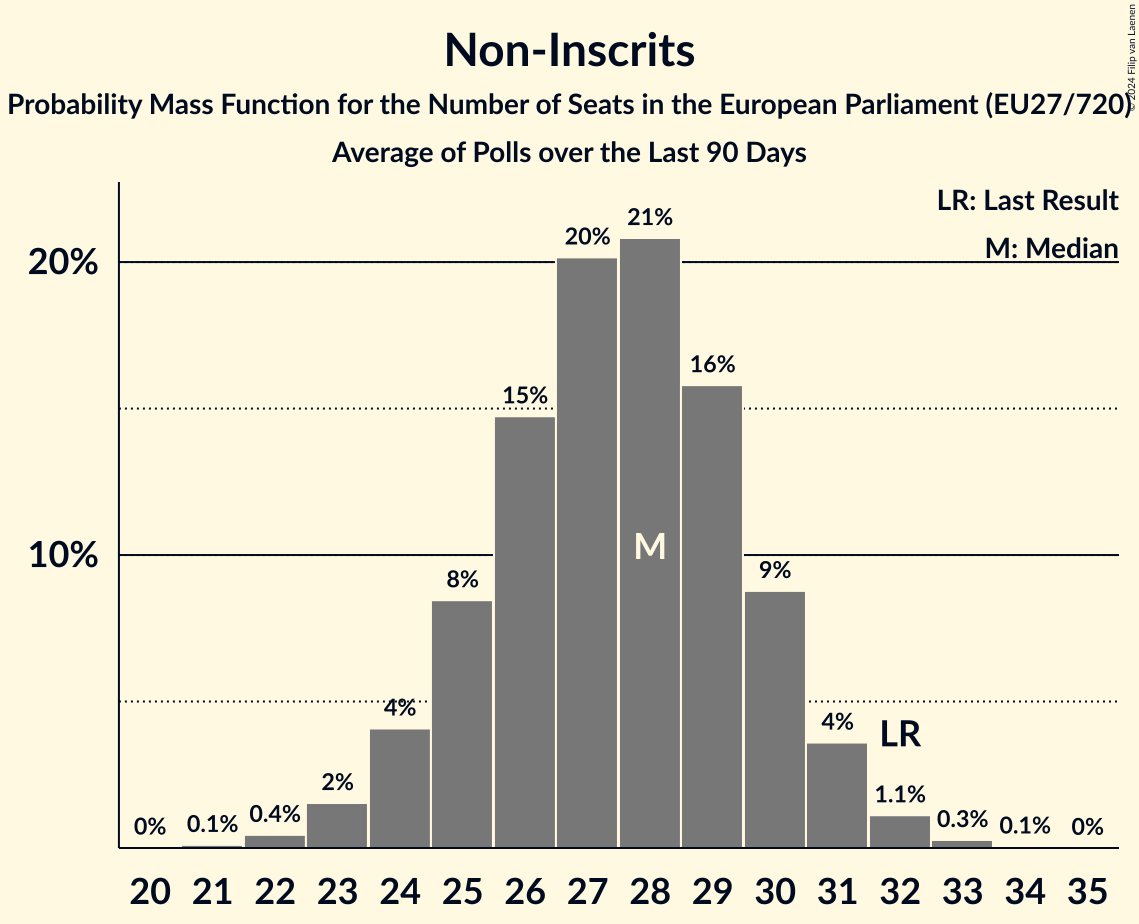 Non-Inscrits
Probability Mass Function for the Number of Seats in the European Parliament (EU27/720)
Average of Polls over the Last 90 Days
© 2024 Filip van Laenen
LR: Last Result
M: Median
20%
10%
0%
0.1%
0.4%
2%
4%
8%
15%
20%
21%
16%
9%
4%
1.1%
0.3%
0.1%
0%
M
LR
20 21 22 23 24 25 26 27 28 29 30 31 32 33 34 35